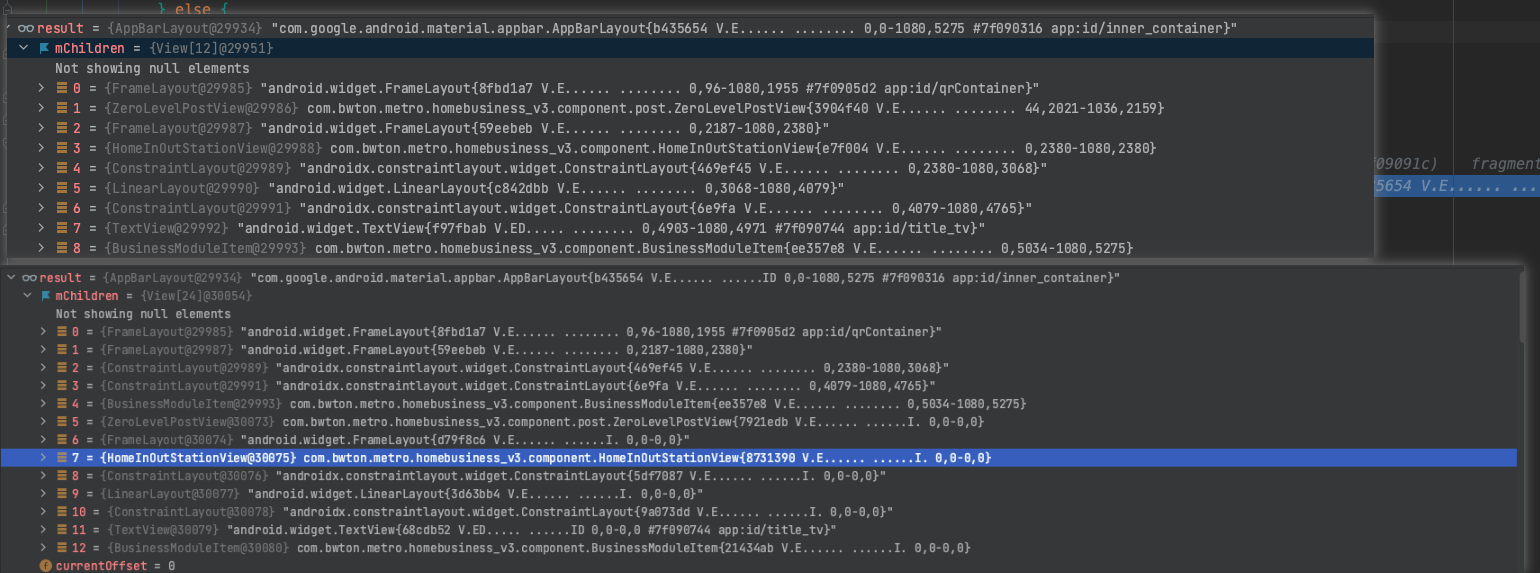 } else {
result = {AppBarLayout@29934} "com.google.android.material.appbar.AppBarLayout{b435654 V.E...... ........ 0,0-1080,5275 #7f090316 app:id/inner_container}"
mChildren = {View[12]@29951}
Not showing null elements
0 = {FrameLayout@29985} "android.widget.FrameLayout{8fbd1a7 V.E...... ........ 0,96-1080,1955 #7f0905d2 app:id/qrContainer}"
1 = {ZeroLevelPostView@29986} com.bwton.metro.homebusiness_v3.component.post.ZeroLevelPostView{3904f40 V.E...... ........ 44,2021-1036,2159}
2 = {FrameLayout@29987} "android.widget.FrameLayout{59eebeb V.E...... ........ 0,2187-1080,2380}"
3 = {HomeInOutStationView@29988} com.bwton.metro.homebusiness_v3.component.HomeInOutStationView{e7f004 V.E...... ........ 0,2380-1080,2380}
4 = {ConstraintLayout@29989} "androidx.constraintlayout.widget.ConstraintLayout{469ef45 V.E...... ........ 0,2380-1080,3068}"
f09091c) fragment
5 = {LinearLayout@29990} "android.widget.LinearLayout{c842dbb V.E...... ........ 0,3068-1080,4079}"
5654 V.E...... ...
6 = {ConstraintLayout@29991} "androidx.constraintlayout.widget.ConstraintLayout{6e9fa V.E...... ........ 0,4079-1080,4765}"
7 = {TextView@29992} "android.widget.TextView{f97fbab V.ED..... ........ 0,4903-1080,4971 #7f090744 app:id/title_tv}"
8 = {BusinessModuleItem@29993} com.bwton.metro.homebusiness_v3.component.BusinessModuleItem{ee357e8 V.E...... ........ 0,5034-1080,5275}
result = {AppBarLayout@29934} "com.google.android.material.appbar.AppBarLayout{b435654 V.E...... ......ID 0,0-1080,5275 #7f090316 app:id/inner_container}"
mChildren = {View[24]@30054}
Not showing null elements
0 = {FrameLayout@29985} "android.widget.FrameLayout{8fbd1a7 V.E...... ........ 0,96-1080,1955 #7f0905d2 app:id/qrContainer}"
1 = {FrameLayout@29987} "android.widget.FrameLayout{59eebeb V.E...... ........ 0,2187-1080,2380}"
2 = {ConstraintLayout@29989} "androidx.constraintlayout.widget.ConstraintLayout{469ef45 V.E...... ........ 0,2380-1080,3068}"
3 = {ConstraintLayout@29991} "androidx.constraintlayout.widget.ConstraintLayout{6e9fa V.E...... ........ 0,4079-1080,4765}"
4 = {BusinessModuleItem@29993} com.bwton.metro.homebusiness_v3.component.BusinessModuleItem{ee357e8 V.E...... ........ 0,5034-1080,5275}
5 = {ZeroLevelPostView@30073} com.bwton.metro.homebusiness_v3.component.post.ZeroLevelPostView{7921edb V.E...... ......I. 0,0-0,0}
6 = {FrameLayout@30074} "android.widget.FrameLayout{d79f8c6 V.E...... ......I. 0,0-0,0}"
7 = {HomeInOutStationView@30075} com.bwton.metro.homebusiness_v3.component.HomeInOutStationView{8731390 V.E...... ......I. 0,0-0,0}
8 = {ConstraintLayout@30076} "androidx.constraintlayout.widget.ConstraintLayout{5df7087 V.E...... ......I. 0,0-0,0}"
9 = {LinearLayout@30077} "android.widget.LinearLayout{3d63bb4 V.E...... ......I. 0,0-0,0}"
10 = {ConstraintLayout@30078} "androidx.constraintlayout.widget.ConstraintLayout{9a073dd V.E...... ......I. 0,0-0,0}"
11 = {TextView@30079} "android.widget.TextView{68cdb52 V.ED..... ......ID 0,0-0,0 #7f090744 app:id/title_tv}"
12 = {BusinessModuleItem@30080} com.bwton.metro.homebusiness_v3.component.BusinessModuleItem{21434ab V.E...... ......I. 0,0-0,0}
currentOffset = 0